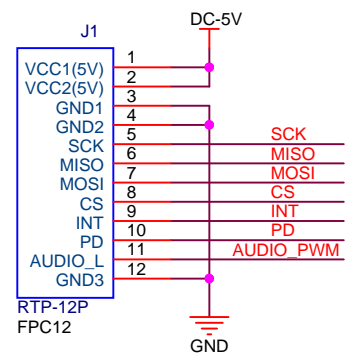 DC-5V
J1
VCC1(5V) 1
VCC2(5V) 2
GND1 3
GND2 4
SCK 5 SCK
MISO 6 MISO
MOSI 7 MOSI
CS 8 CS
INT 9 INT
PD 10 PD
AUDIO_L 11 AUDIO_PWM
GND3 12
RTP-12P
FPC12
GND